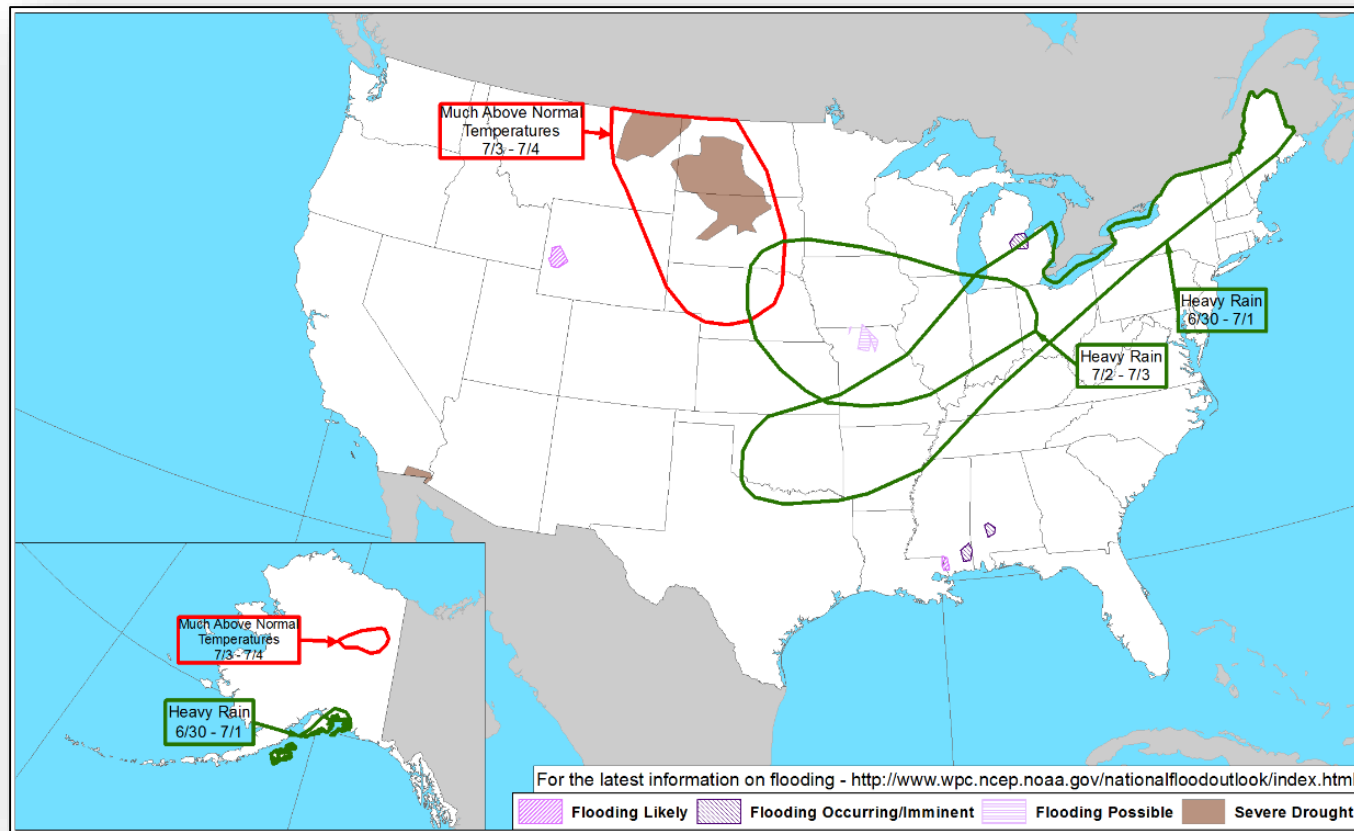 Much Above Normal
Temperatures
7/3 - 7/4
Heavy Rain
6/30 - 7/1
Heavy Rain
7/2 - 7/3
Much Above Normal
Temperatures
7/3 - 7/4
Heavy Rain
6/30 - 7/1
For the latest information on flooding - http://www.wpc.ncep.noaa.gov/nationalfloodoutlook/index.html
Flooding Likely
Flooding Occurring/Imminent
Flooding Possible
Severe Drought